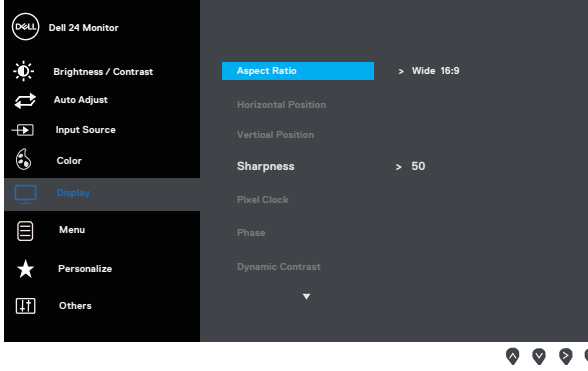 DELL
Dell 24 Monitor
Brightness / Contrast
Auto Adjust
Input Source
Color
Display
Menu
Personalize
Others
Aspect Ratio > Wide 16:9
Horizontal Position
Vertical Position
Sharpness > 50
Pixel Clock
Phase
Dynamic Contrast